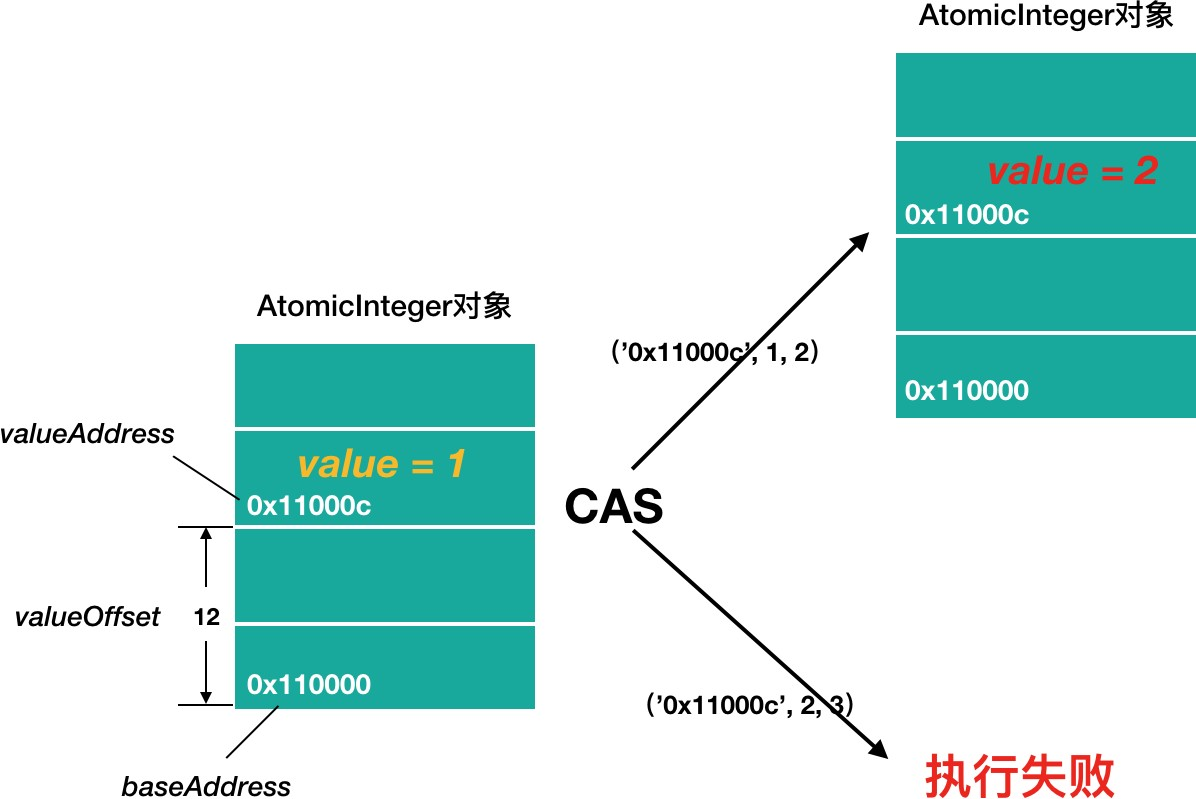 AtomicInteger对象
value = 2
0x11000c
0x110000
AtomicInteger对象
valueAddress
value = 1
0x11000c
valueOffset
12
0x110000
baseAddress
CAS
(’0x11000c’, 1, 2)
(’0x11000c’, 2, 3)
执行失败